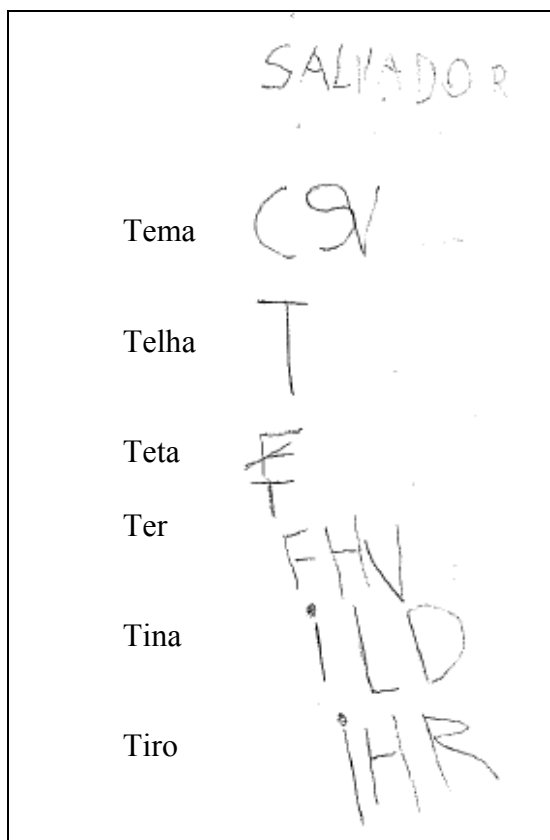 SALVADOR
Tema CSV
Telha T
Teta E
T
Ter FHV
Tina iLD
Tiro iHR